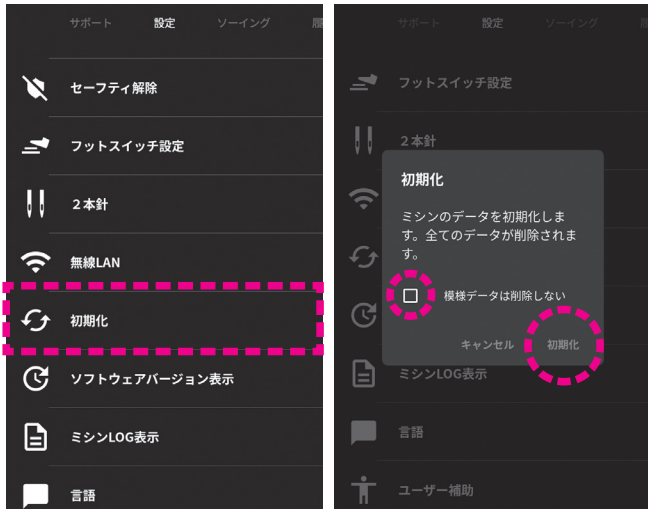 サポート 設定 ソーイング
セーフティ解除
フットスイッチ設定
２本針
無線LAN
初期化
ソフトウェアバージョン表示
ミシンLOG表示
言語
サポート 設定 ソーイング
フットスイッチ設定
２本針
初期化
ミシンのデータを初期化しま
す。全てのデータが削除されま
す。
模様データは削除しない
キャンセル 初期化
ミシンLOG表示
言語
ユーザー補助